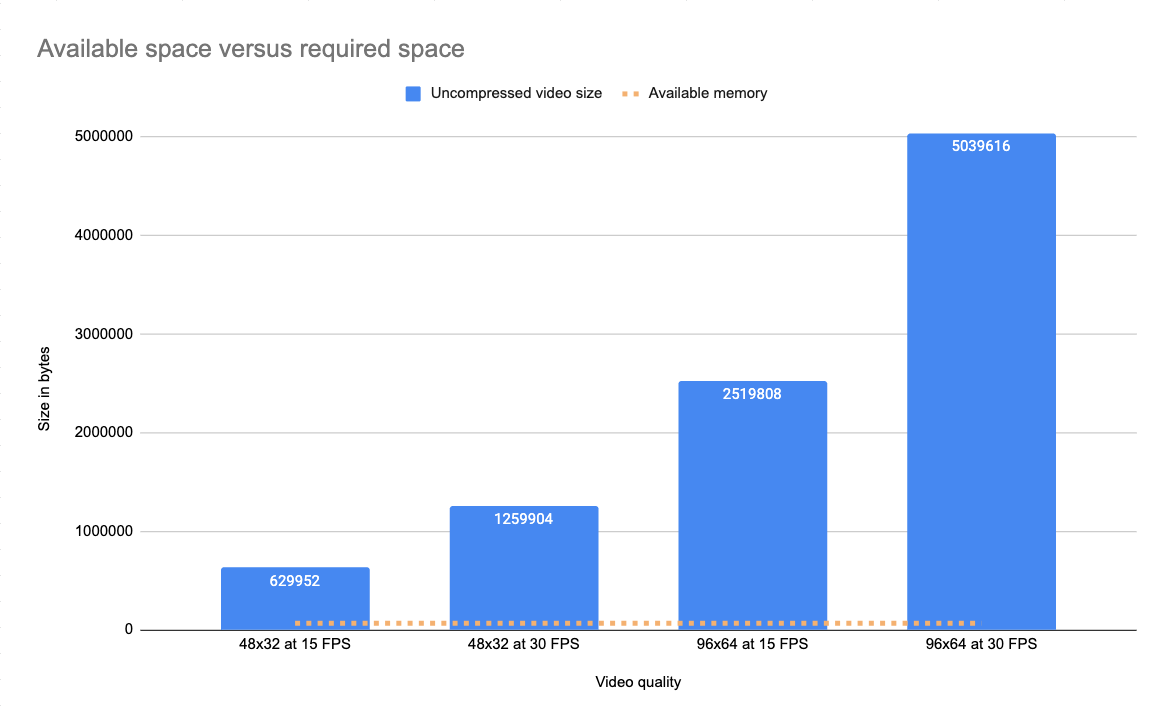 Available space versus required space
Uncompressed video size Available memory
5000000
4000000
3000000
2000000
1000000
0
Size in bytes
5039616
2519808
1259904
629952
48x32 at 15 FPS 48x32 at 30 FPS 96x64 at 15 FPS 96x64 at 30 FPS
Video quality